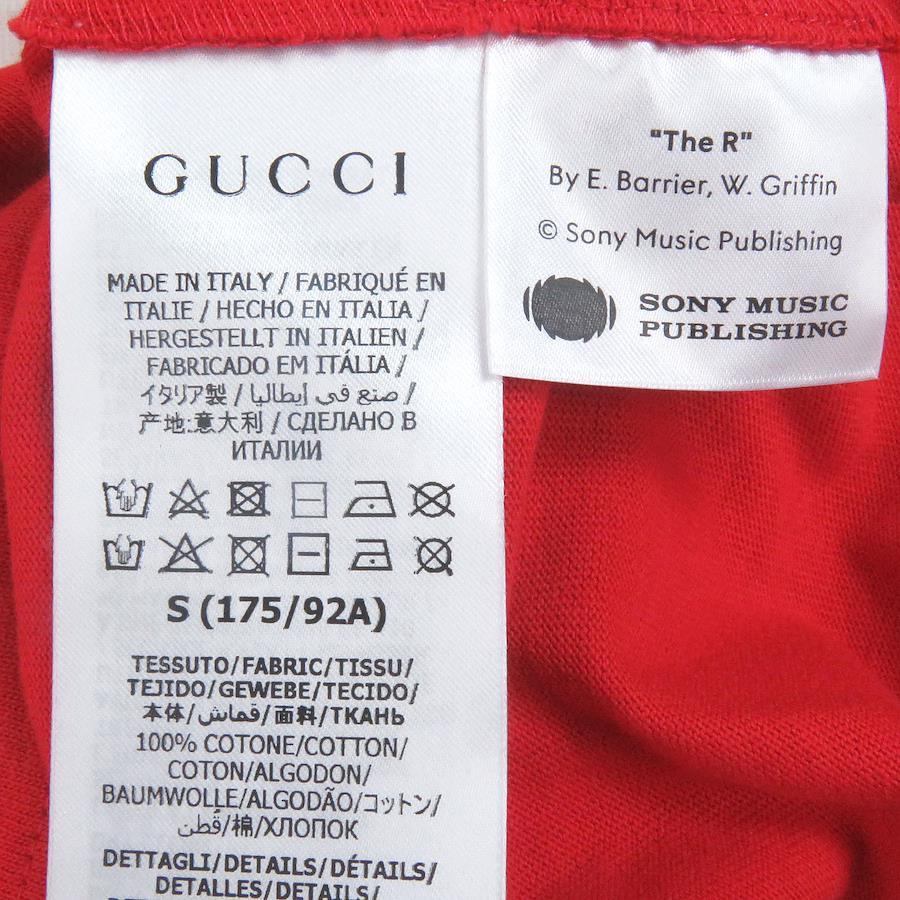 GUCCI
MADE IN ITALY / FABRIQUÉ EN
ITALIE / HECHO EN ITALIA /
HERGESTELLT IN ITALIEN /
FABRICADO EM ITÁLIA /
イタリア製 / صنع في إيطاليا /
产地:意大利 / СДЕЛАНО В
ИТАЛИИ
S (175/92A)
TESSUTO/FABRIC/TISSU/
TEJIDO/GEWEBE/TECIDO/
本体/قماش/面料/ТКАНЬ
100% COTONE/COTTON/
COTON/ALGODON/
BAUMWOLLE/ALGODÃO/コットン/
قطن/棉/ХЛОПОК
DETTAGLI/DETAILS/DÉTAILS/
DETALLES/DETAILS/
"The R"
By E. Barrier, W. Griffin
© Sony Music Publishing
SONY MUSIC
PUBLISHING